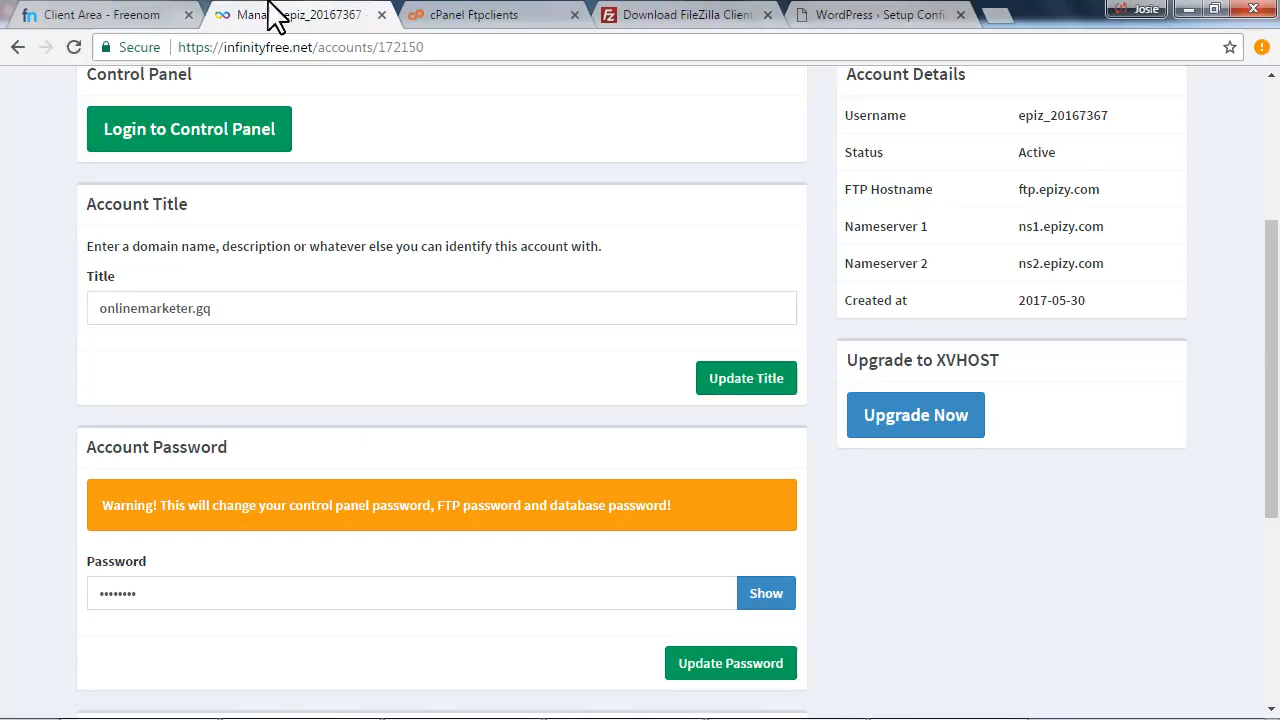 Client Area - Freenom
Manage epiz_20167367 -
cPanel Ftpclients
Download FileZilla Client
WordPress › Setup Confi
Josie
Secure
https://infinityfree.net/accounts/172150
Control Panel
Login to Control Panel
Account Title
Enter a domain name, description or whatever else you can identify this account with.
Title
onlinemarketer.gq
Update Title
Account Password
Warning! This will change your control panel password, FTP password and database password!
Password
••••••••
Show
Update Password
Account Details
Username epiz_20167367
Status Active
FTP Hostname ftp.epizy.com
Nameserver 1 ns1.epizy.com
Nameserver 2 ns2.epizy.com
Created at 2017-05-30
Upgrade to XVHOST
Upgrade Now